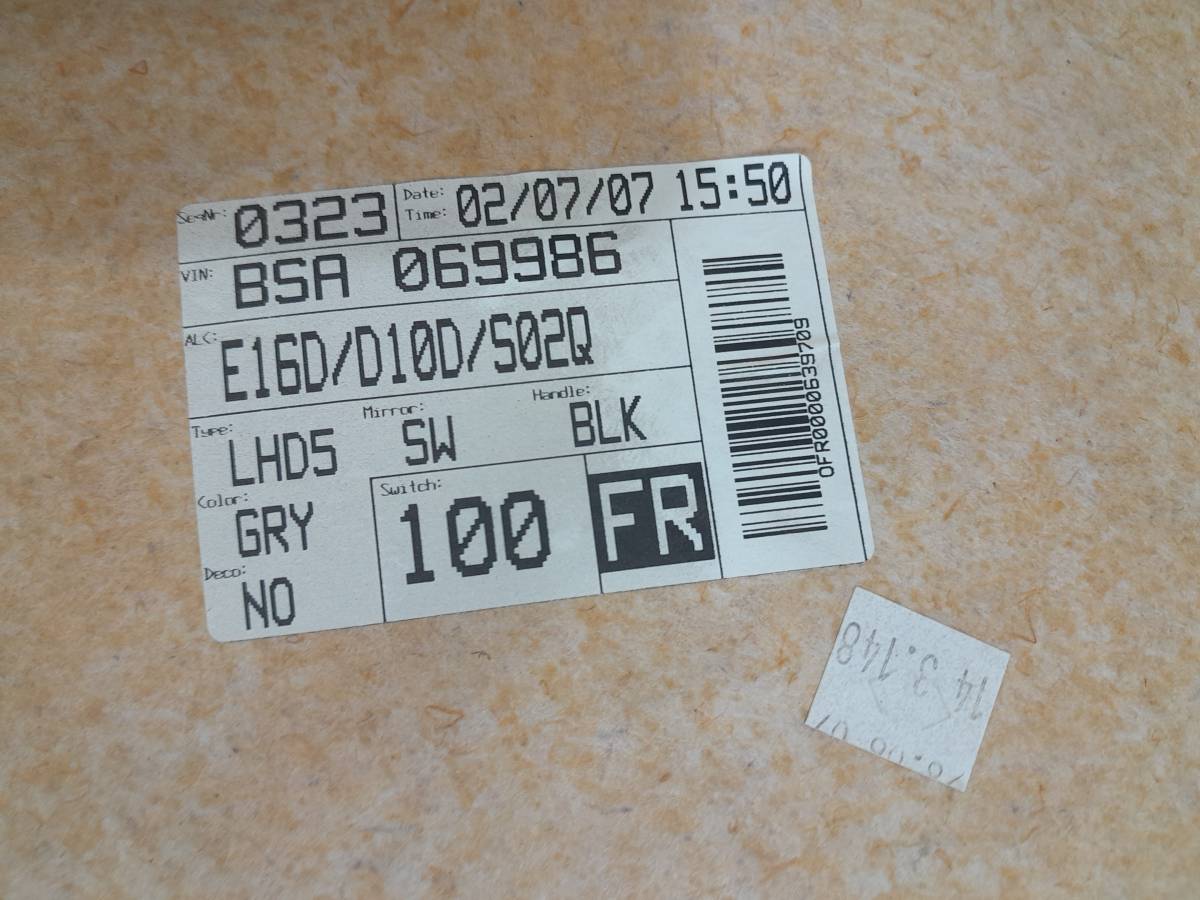 SeqNr: 0323 Date: Time: 02/07/07 15:50
VIN: BSA 069986
ALC: E16D/D10D/S02Q
Type: LHD5 Mirror: SW Handle: BLK
Color: GRY
Deco: NO
Switch: 100 FR
OFR0000639709
14 3.148